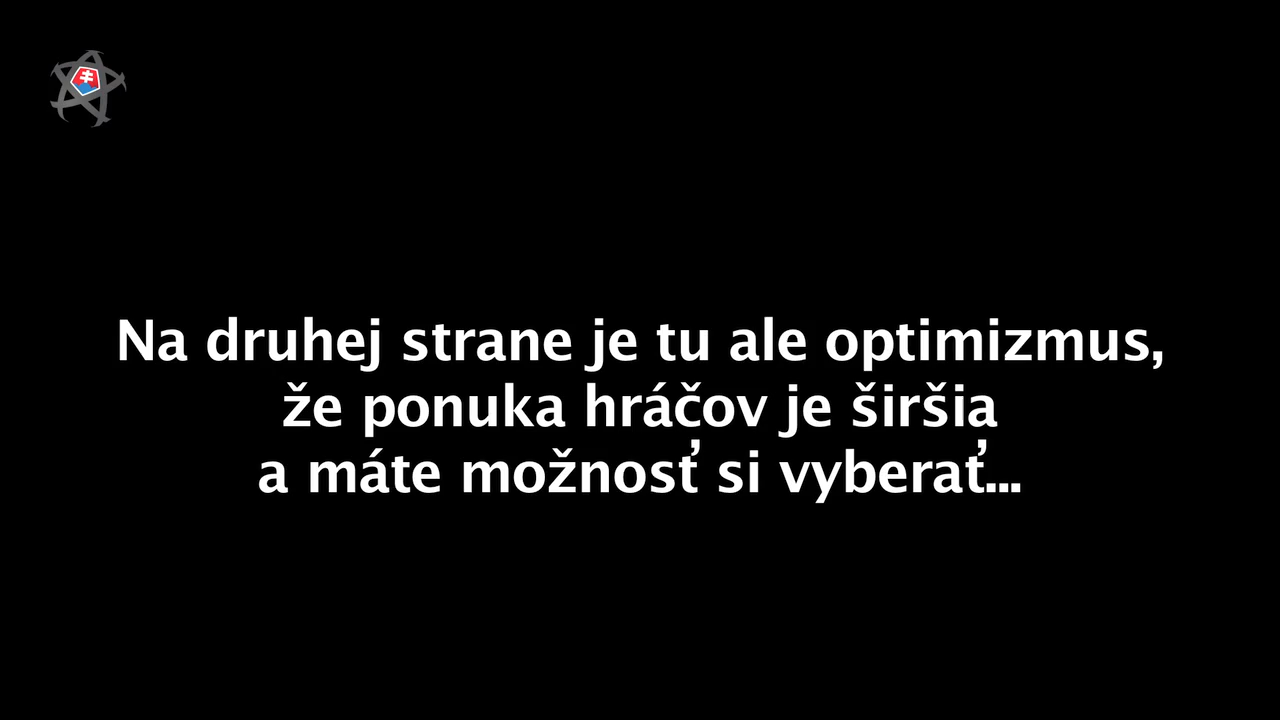 Na druhej strane je tu ale optimizmus,
že ponuka hráčov je širšia
a máte možnosť si vyberať...